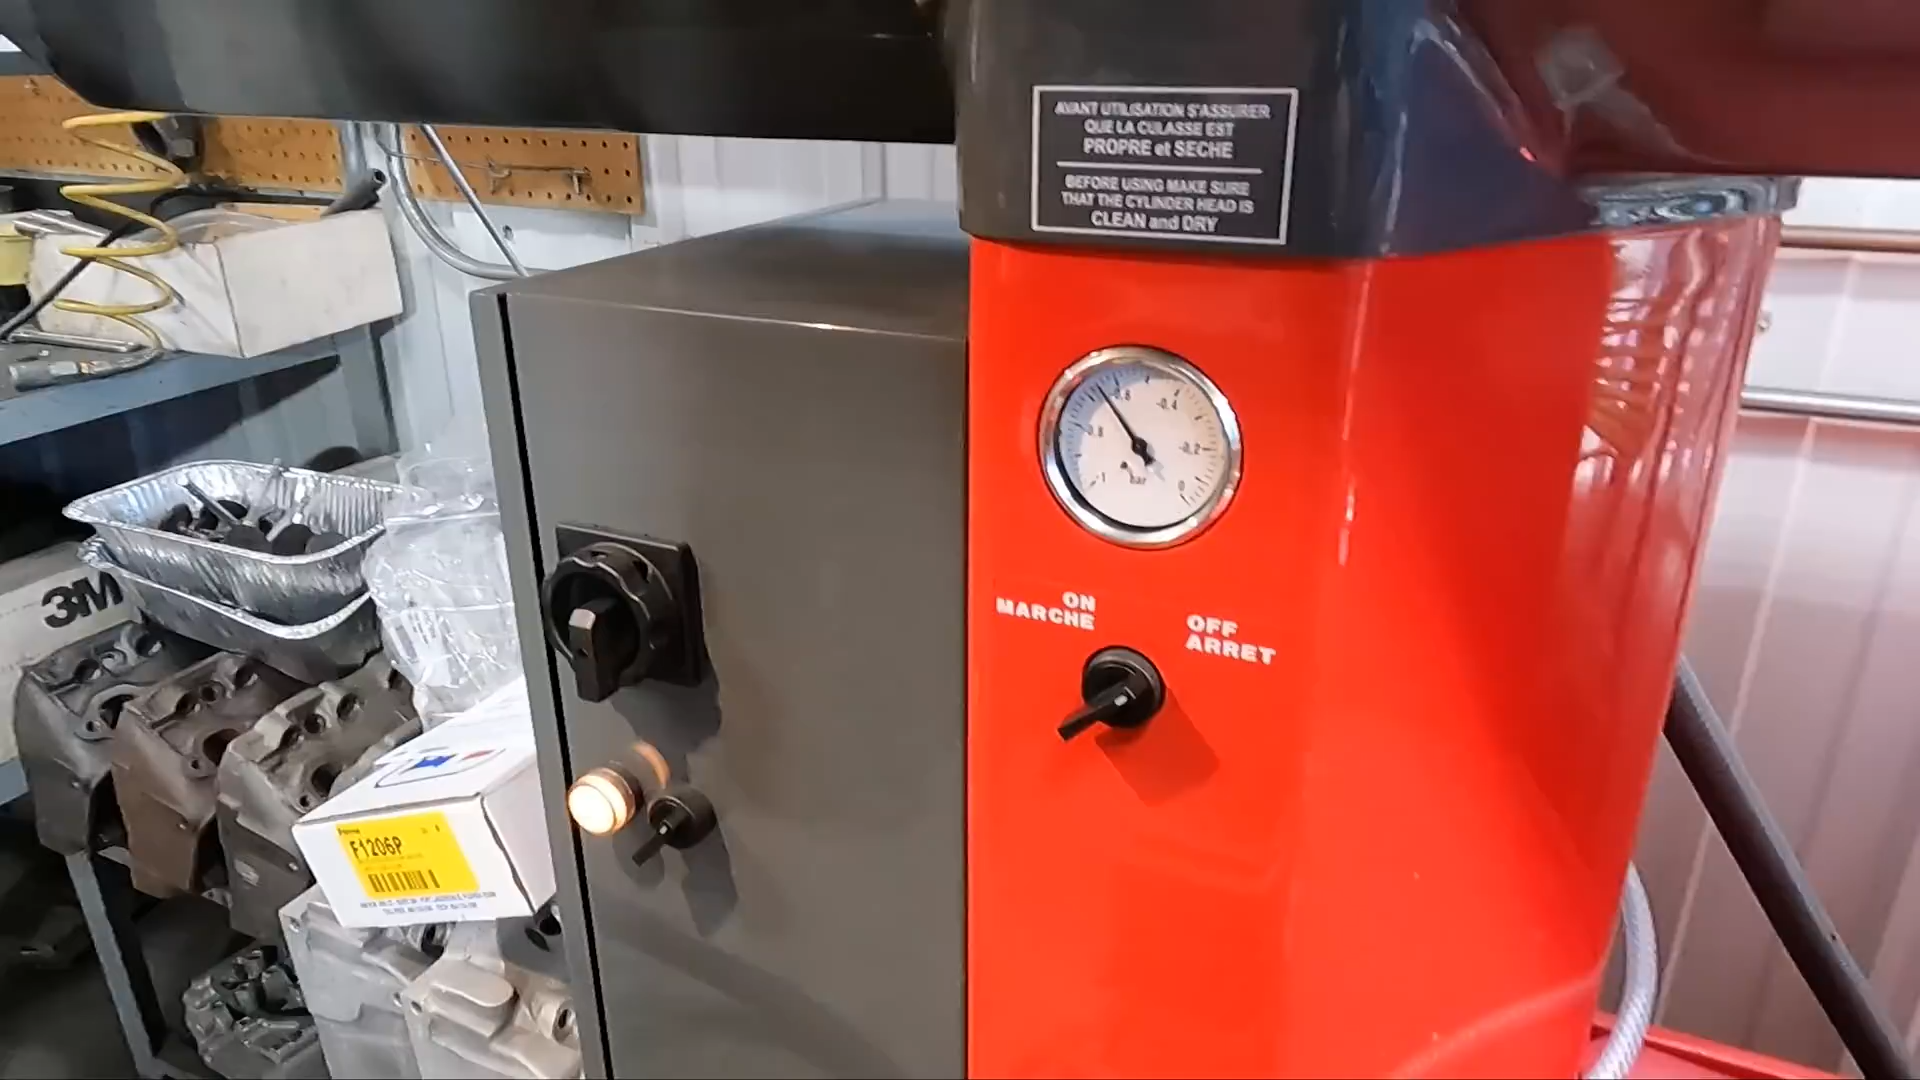 AVANT UTILISATION S'ASSURER
QUE LA CULASSE EST
PROPRE et SECHE
BEFORE USING MAKE SURE
THAT THE CYLINDER HEAD IS
CLEAN and DRY
-0.6
-0.4
-0.8
-0.2
bar
-1
0
ON
MARCHE
OFF
ARRET
3M
F1206P